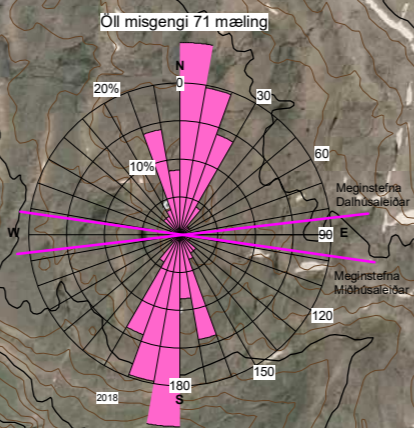 Öll misgengi 71 mæling
N
0
20%
30
10%
60
Meginstefna
Dalhúsaleiðar
W
90 E
Meginstefna
Miðhúsaleiðar
120
150
180
S
2018